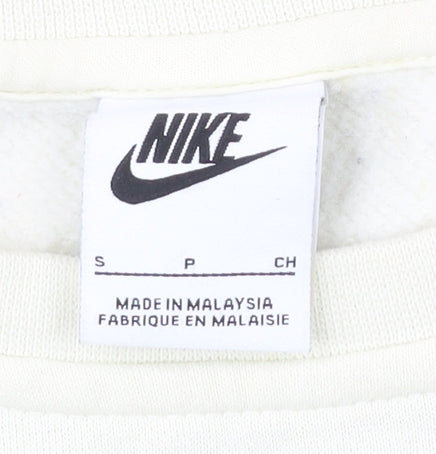 NIKE
S P CH
MADE IN MALAYSIA
FABRIQUE EN MALAISIE